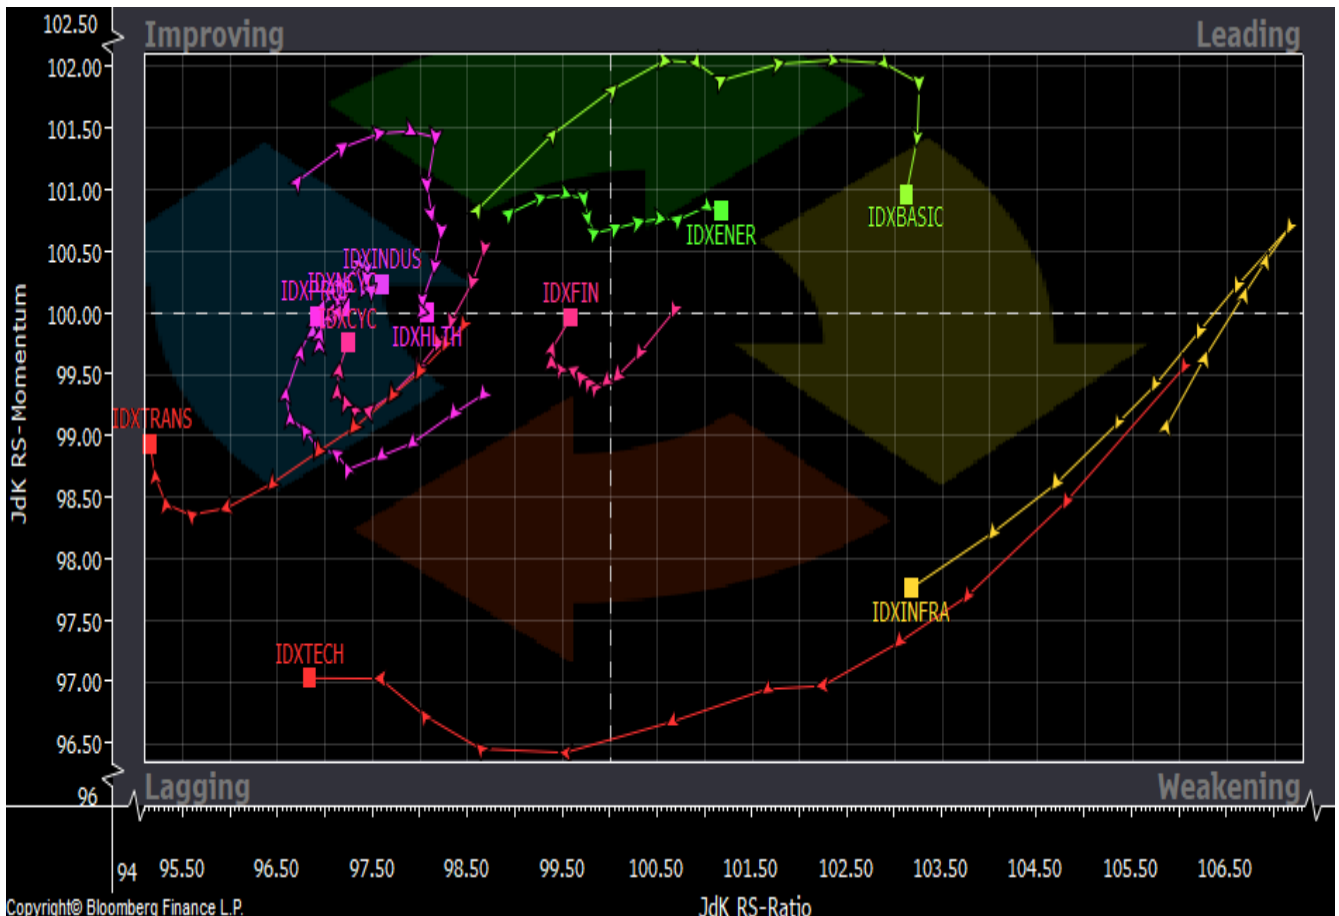 102.50
Improving
Leading
102.00
101.50
101.00
100.50
100.00
99.50
99.00
98.50
98.00
97.50
97.00
96.50
96
JdK RS-Momentum
IDXBASIC
IDXENER
IDXINDUS
IDXFIN
IDXHLTH
IDXTRANS
IDXINFRA
IDXTECH
Lagging
Weakening
94 95.50 96.50 97.50 98.50 99.50 100.50 101.50 102.50 103.50 104.50 105.50 106.50
JdK RS-Ratio
Copyright© Bloomberg Finance L.P.